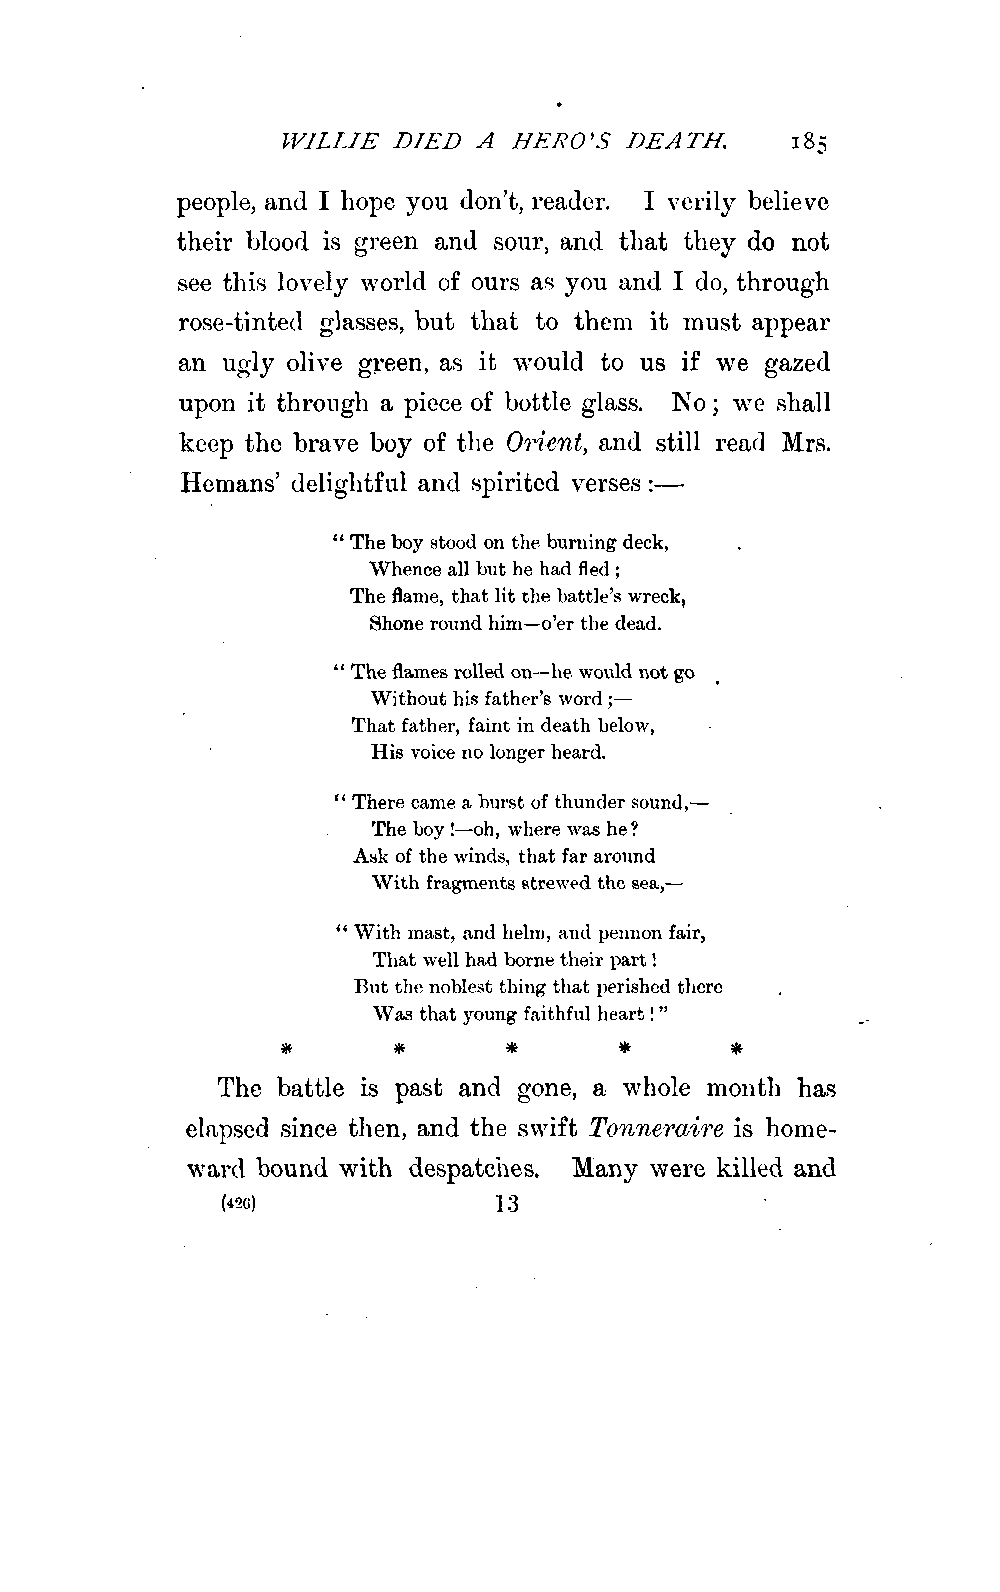 WILLIE DIED A HERO'S DEATH. 185
people, and I hope you don't, reader. I verily believe
their blood is green and sour, and that they do not
see this lovely world of ours as you and I do, through
rose-tinted glasses, but that to them it must appear
an ugly olive green, as it would to us if we gazed
upon it through a piece of bottle glass. No; we shall
keep the brave boy of the Orient, and still read Mrs.
Hemans' delightful and spirited verses:—
"The boy stood on the burning deck,
Whence all but he had fled;
The flame, that lit the battle's wreck,
Shone round him—o'er the dead.
"The flames rolled on—he would not go
Without his father's word;—
That father, faint in death below,
His voice no longer heard.
"There came a burst of thunder sound,—
The boy!—oh, where was he?
Ask of the winds, that far around
With fragments strewed the sea,—
"With mast, and helm, and pennon fair,
That well had borne their part!
But the noblest thing that perished there
Was that young faithful heart!"
* * * * *
The battle is past and gone, a whole month has
elapsed since then, and the swift Tonneraire is home-
ward bound with despatches. Many were killed and
(426) 13